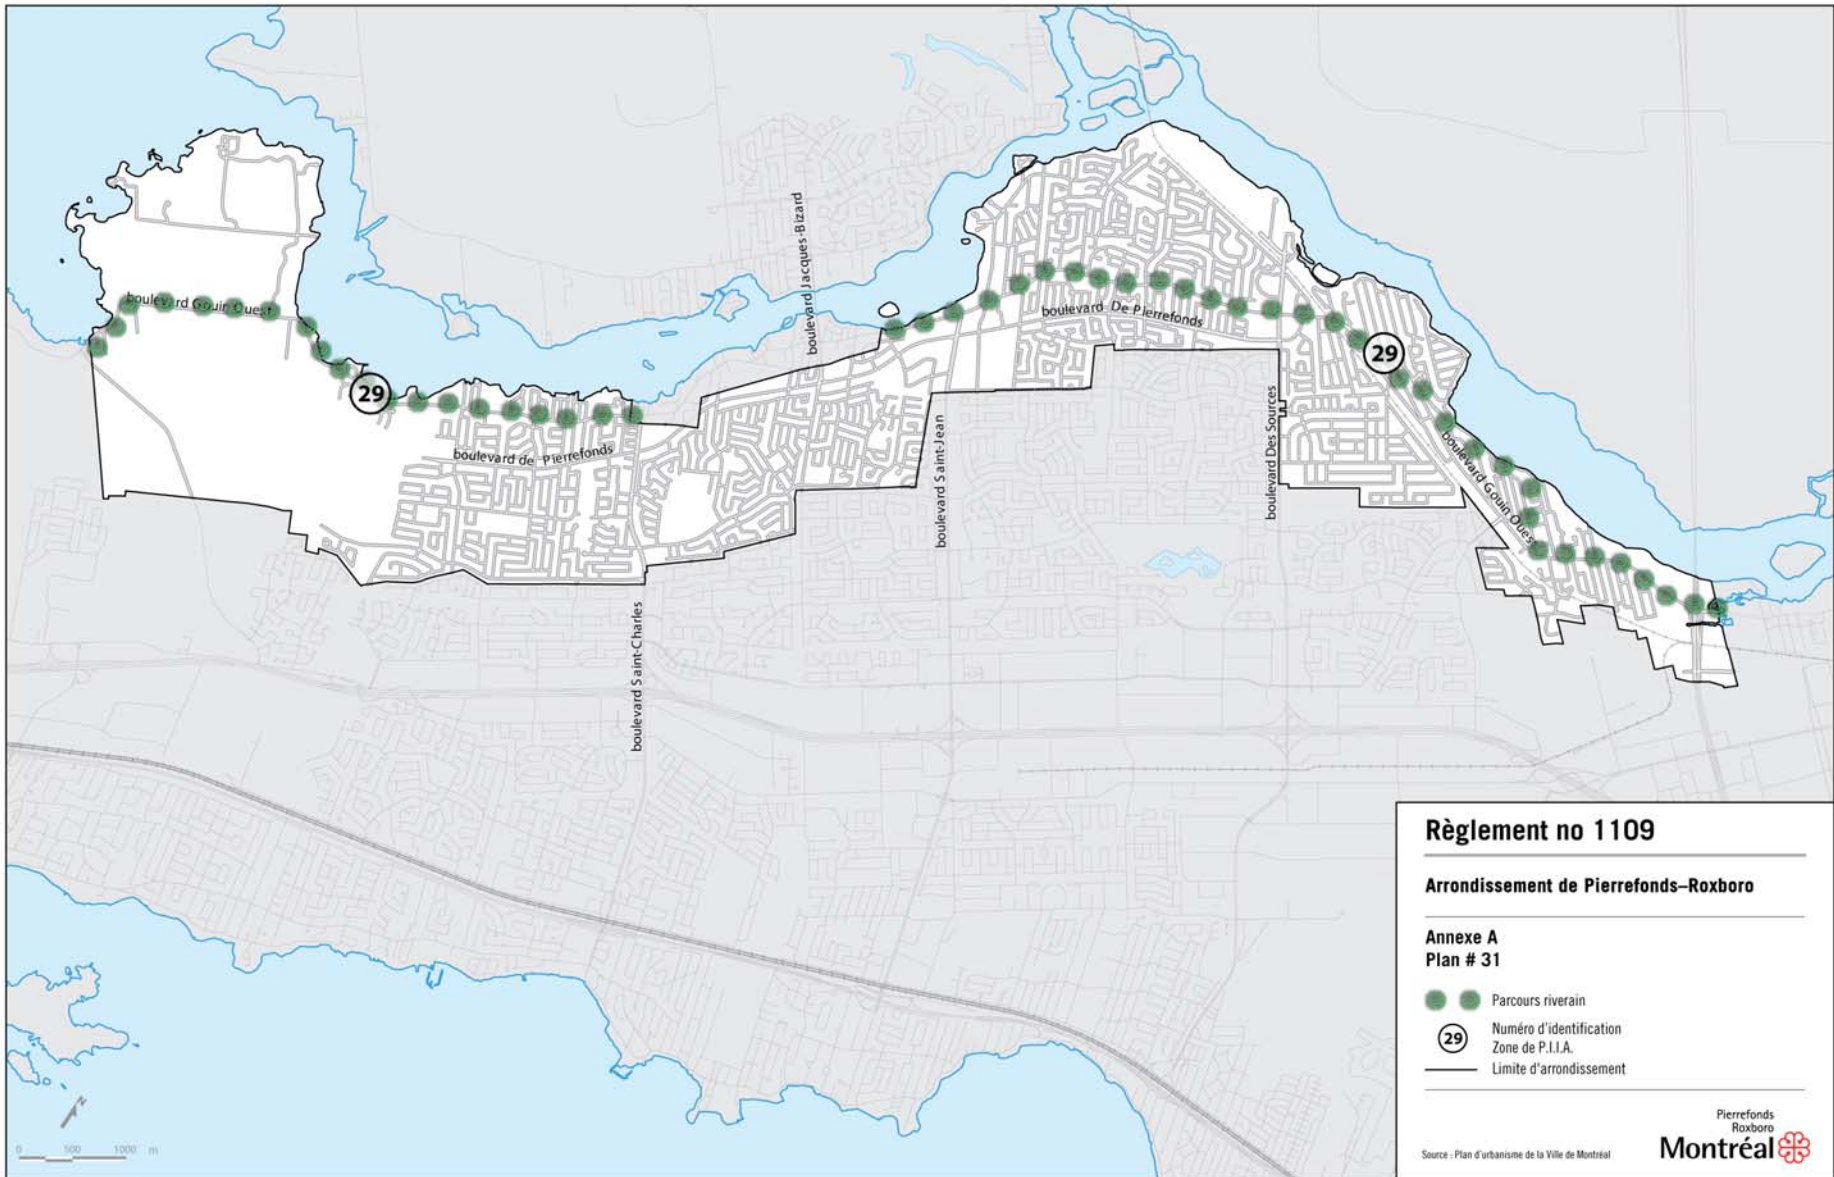 boulevard Jacques-Bizard
boulevard Gouin Ouest
boulevard De Pierrefonds
29
29
boulevard de Pierrefonds
boulevard Saint-Jean
boulevard Des Sources
boulevard Gouin Ouest
boulevard Saint-Charles
Règlement no 1109
Arrondissement de Pierrefonds–Roxboro
Annexe A
Plan # 31
Parcours riverain
29
Numéro d'identification
Zone de P.I.I.A.
Limite d'arrondissement
N
0 500 1000 m
Source : Plan d'urbanisme de la Ville de Montréal
Pierrefonds
Roxboro
Montréal